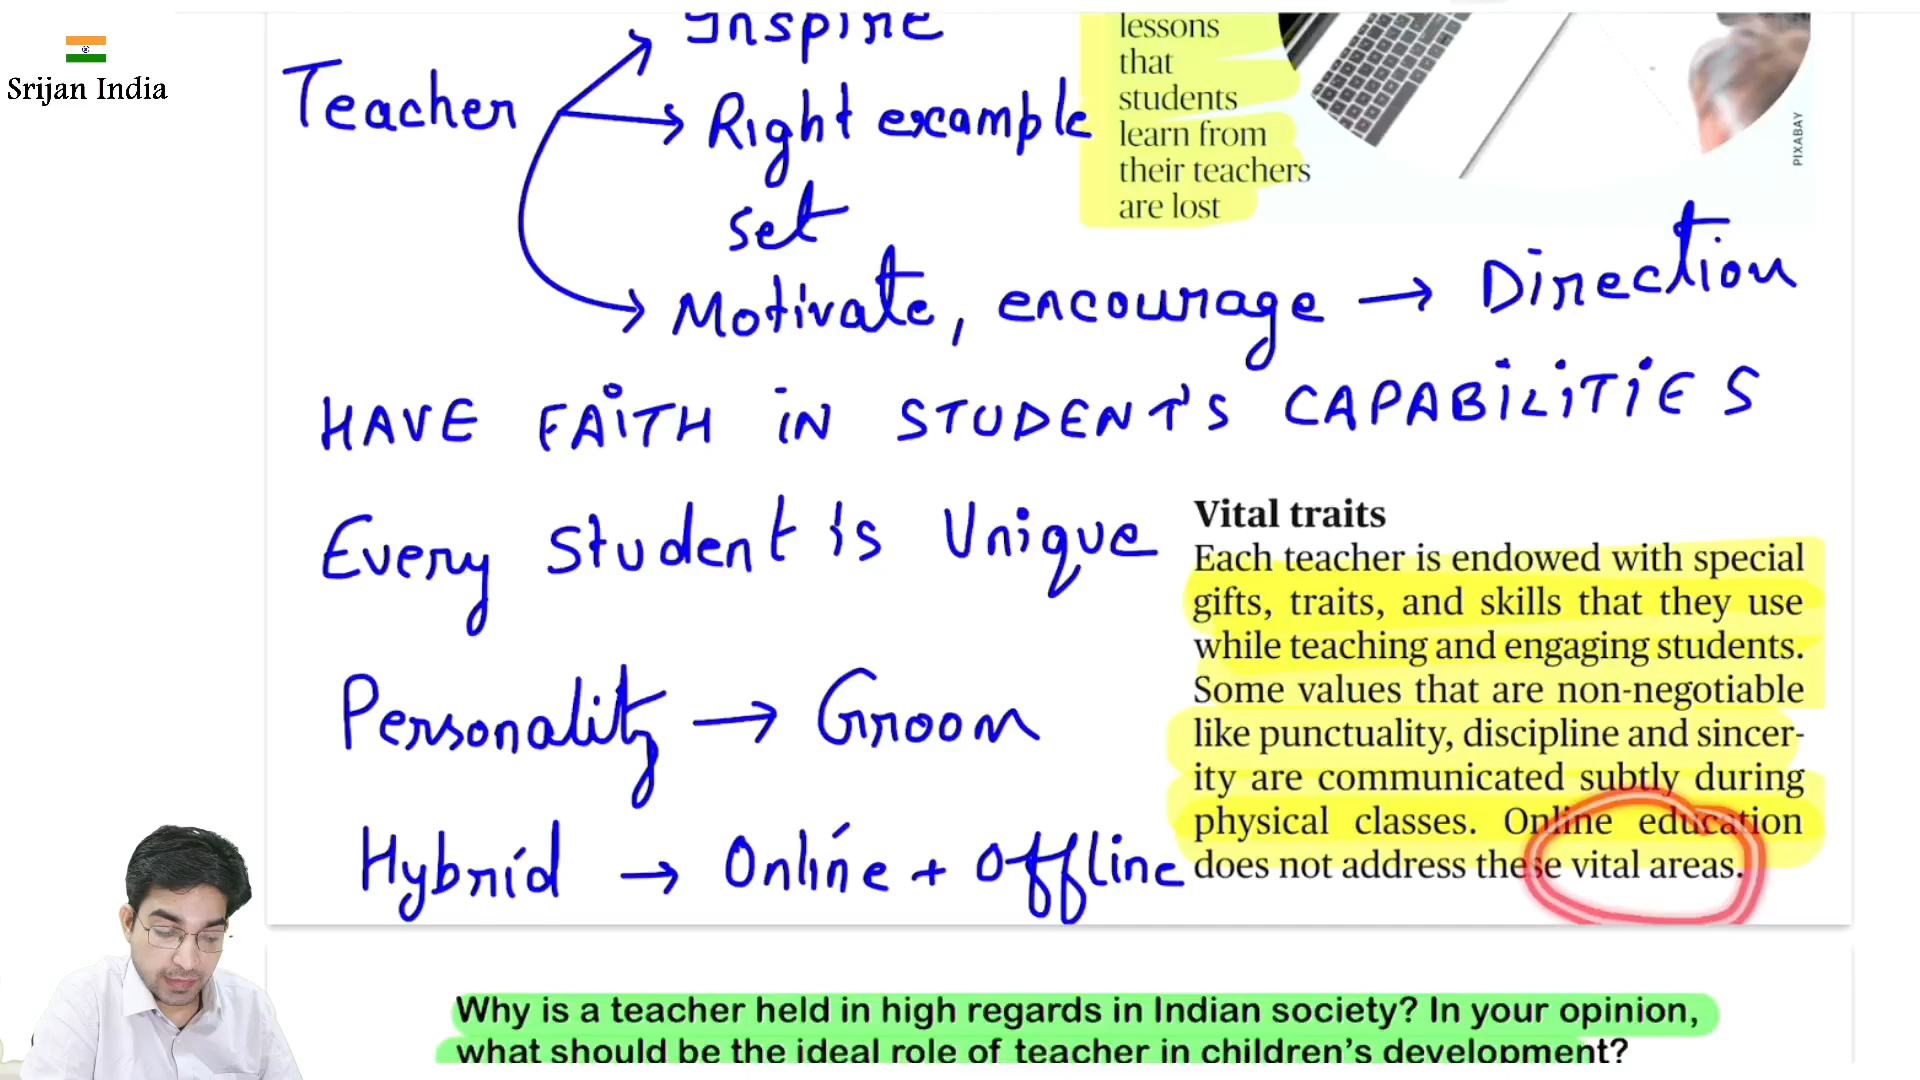 Srijan India
Inspire
Teacher
Right example
set
Motivate, encourage → Direction
HAVE FAiTH iN STUDENT'S CAPABiLiTiES
Every student is Unique
Personality → Groom
Hybrid → Online + Offline
lessons
that
students
learn from
their teachers
are lost
PIXABAY
Vital traits
Each teacher is endowed with special
gifts, traits, and skills that they use
while teaching and engaging students.
Some values that are non-negotiable
like punctuality, discipline and sincer-
ity are communicated subtly during
physical classes. Online education
does not address these vital areas.
Why is a teacher held in high regards in Indian society? In your opinion,
what should be the ideal role of teacher in children's development?